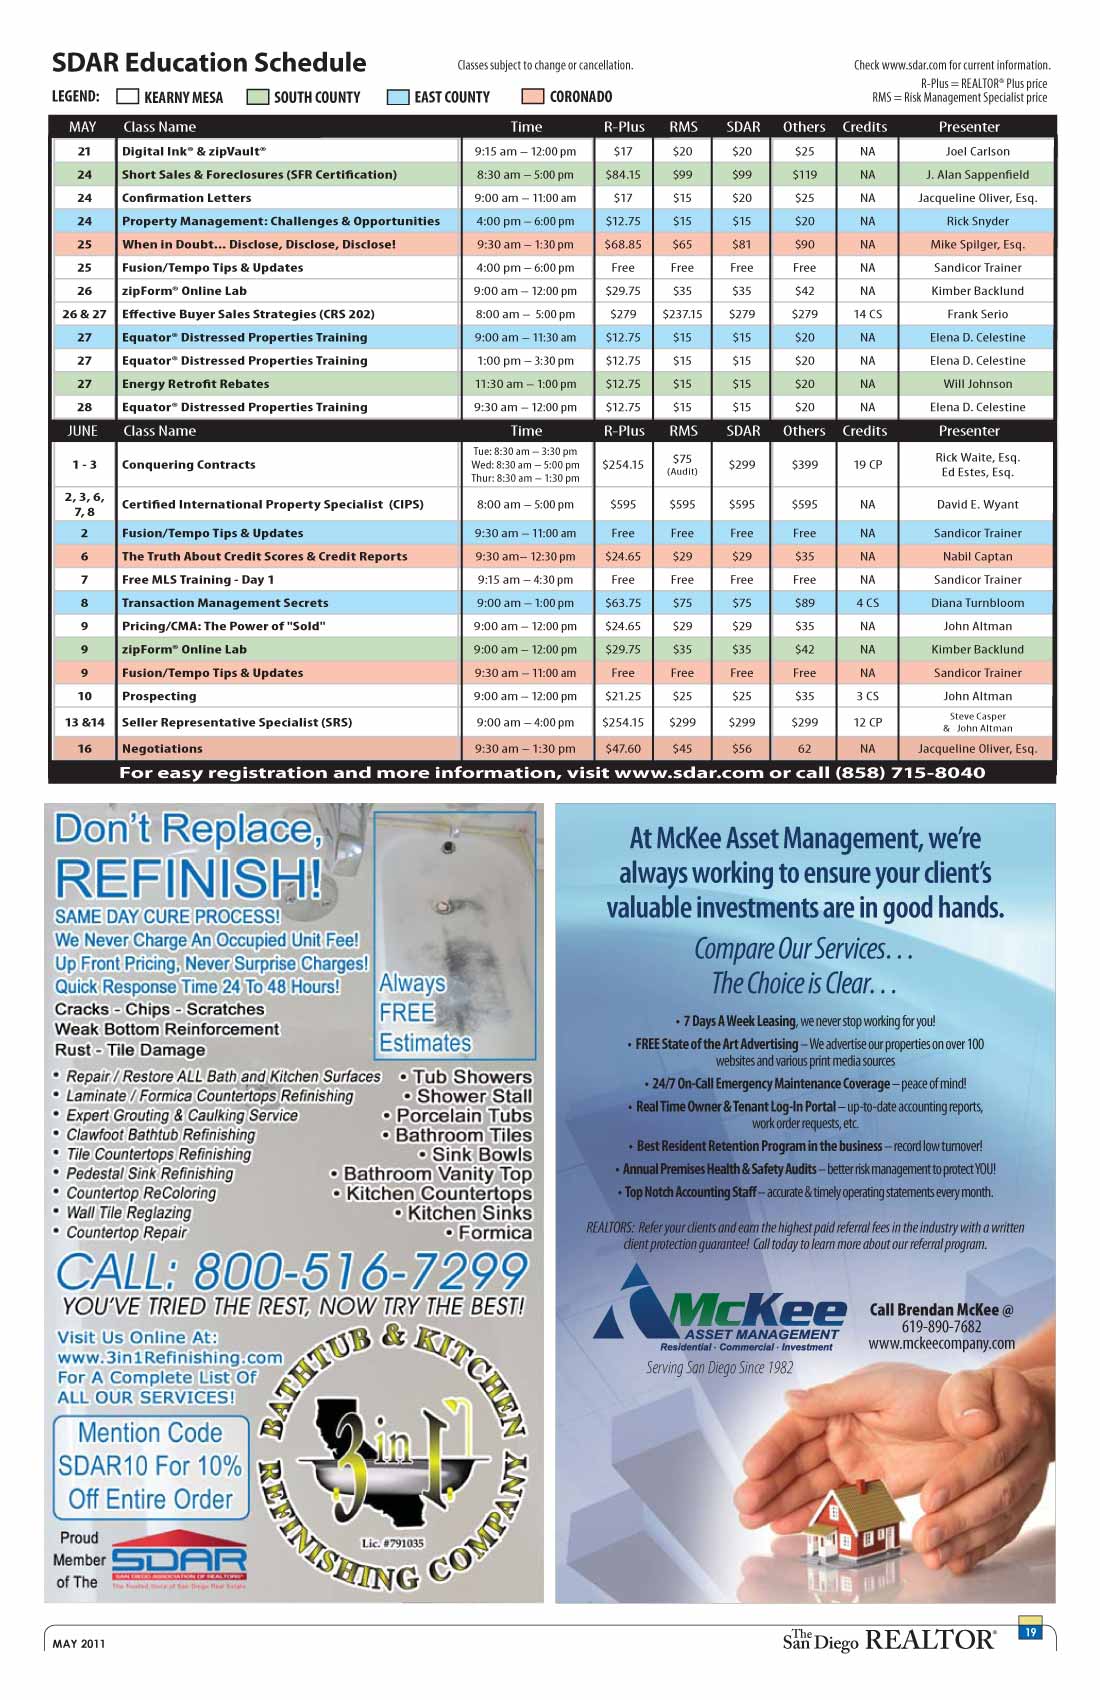 SDAR Education Schedule
Classes subject to change or cancellation.
Check www.sdar.com for current information.
R-Plus = REALTOR® Plus price
RMS = Risk Management Specialist price
LEGEND: KEARNY MESA SOUTH COUNTY EAST COUNTY CORONADO
MAY Class Name Time R-Plus RMS SDAR Others Credits Presenter
21 Digital Ink® & zipVault® 9:15 am – 12:00 pm $17 $20 $20 $25 NA Joel Carlson
24 Short Sales & Foreclosures (SFR Certification) 8:30 am – 5:00 pm $84.15 $99 $99 $119 NA J. Alan Sappenfield
24 Confirmation Letters 9:00 am – 11:00 am $17 $15 $20 $25 NA Jacqueline Oliver, Esq.
24 Property Management: Challenges & Opportunities 4:00 pm – 6:00 pm $12.75 $15 $15 $20 NA Rick Snyder
25 When in Doubt... Disclose, Disclose, Disclose! 9:30 am – 1:30 pm $68.85 $65 $81 $90 NA Mike Spilger, Esq.
25 Fusion/Tempo Tips & Updates 4:00 pm – 6:00 pm Free Free Free Free NA Sandicor Trainer
26 zipForm® Online Lab 9:00 am – 12:00 pm $29.75 $35 $35 $42 NA Kimber Backlund
26 & 27 Effective Buyer Sales Strategies (CRS 202) 8:00 am – 5:00 pm $279 $237.15 $279 $279 14 CS Frank Serio
27 Equator® Distressed Properties Training 9:00 am – 11:30 am $12.75 $15 $15 $20 NA Elena D. Celestine
27 Equator® Distressed Properties Training 1:00 pm – 3:30 pm $12.75 $15 $15 $20 NA Elena D. Celestine
27 Energy Retrofit Rebates 11:30 am – 1:00 pm $12.75 $15 $15 $20 NA Will Johnson
28 Equator® Distressed Properties Training 9:30 am – 12:00 pm $12.75 $15 $15 $20 NA Elena D. Celestine
JUNE Class Name Time R-Plus RMS SDAR Others Credits Presenter
1 - 3 Conquering Contracts Tue: 8:30 am – 3:30 pm
Wed: 8:30 am – 5:00 pm
Thur: 8:30 am – 1:30 pm $254.15 $75
(Audit) $299 $399 19 CP Rick Waite, Esq.
Ed Estes, Esq.
2, 3, 6,
7, 8 Certified International Property Specialist (CIPS) 8:00 am – 5:00 pm $595 $595 $595 $595 NA David E. Wyant
2 Fusion/Tempo Tips & Updates 9:30 am – 11:00 am Free Free Free Free NA Sandicor Trainer
6 The Truth About Credit Scores & Credit Reports 9:30 am– 12:30 pm $24.65 $29 $29 $35 NA Nabil Captan
7 Free MLS Training - Day 1 9:15 am – 4:30 pm Free Free Free Free NA Sandicor Trainer
8 Transaction Management Secrets 9:00 am – 1:00 pm $63.75 $75 $75 $89 4 CS Diana Turnbloom
9 Pricing/CMA: The Power of "Sold" 9:00 am – 12:00 pm $24.65 $29 $29 $35 NA John Altman
9 zipForm® Online Lab 9:00 am – 12:00 pm $29.75 $35 $35 $42 NA Kimber Backlund
9 Fusion/Tempo Tips & Updates 9:30 am – 11:00 am Free Free Free Free NA Sandicor Trainer
10 Prospecting 9:00 am – 12:00 pm $21.25 $25 $25 $35 3 CS John Altman
13 &14 Seller Representative Specialist (SRS) 9:00 am – 4:00 pm $254.15 $299 $299 $299 12 CP Steve Casper
& John Altman
16 Negotiations 9:30 am – 1:30 pm $47.60 $45 $56 62 NA Jacqueline Oliver, Esq.
For easy registration and more information, visit www.sdar.com or call (858) 715-8040
Don't Replace,
REFINISH!
SAME DAY CURE PROCESS!
We Never Charge An Occupied Unit Fee!
Up Front Pricing, Never Surprise Charges!
Quick Response Time 24 To 48 Hours!
Cracks - Chips - Scratches
Weak Bottom Reinforcement
Rust - Tile Damage
Always
FREE
Estimates
• Repair / Restore ALL Bath and Kitchen Surfaces
• Laminate / Formica Countertops Refinishing
• Expert Grouting & Caulking Service
• Clawfoot Bathtub Refinishing
• Tile Countertops Refinishing
• Pedestal Sink Refinishing
• Countertop ReColoring
• Wall Tile Reglazing
• Countertop Repair
• Tub Showers
• Shower Stall
• Porcelain Tubs
• Bathroom Tiles
• Sink Bowls
• Bathroom Vanity Top
• Kitchen Countertops
• Kitchen Sinks
• Formica
CALL: 800-516-7299
YOU'VE TRIED THE REST, NOW TRY THE BEST!
Visit Us Online At:
www.3in1Refinishing.com
For A Complete List Of
ALL OUR SERVICES!
Mention Code
SDAR10 For 10%
Off Entire Order
Proud
Member
of The
SDAR
SAN DIEGO ASSOCIATION OF REALTORS®
The Trusted Voice of San Diego Real Estate
BATHTUB & KITCHEN
3 in 1
Lic. #791035
REFINISHING COMPANY
At McKee Asset Management, we're
always working to ensure your client's
valuable investments are in good hands.
Compare Our Services...
The Choice is Clear...
• 7 Days A Week Leasing, we never stop working for you!
• FREE State of the Art Advertising – We advertise our properties on over 100
websites and various print media sources
• 24/7 On-Call Emergency Maintenance Coverage – peace of mind!
• Real Time Owner & Tenant Log-In Portal – up-to-date accounting reports,
work order requests, etc.
• Best Resident Retention Program in the business – record low turnover!
• Annual Premises Health & Safety Audits – better risk management to protect YOU!
• Top Notch Accounting Staff – accurate & timely operating statements every month.
REALTORS: Refer your clients and earn the highest paid referral fees in the industry with a written
client protection guarantee! Call today to learn more about our referral program.
McKee
ASSET MANAGEMENT
Residential · Commercial · Investment
Serving San Diego Since 1982
Call Brendan McKee @
619-890-7682
www.mckeecompany.com
MAY 2011
The San Diego REALTOR®
19